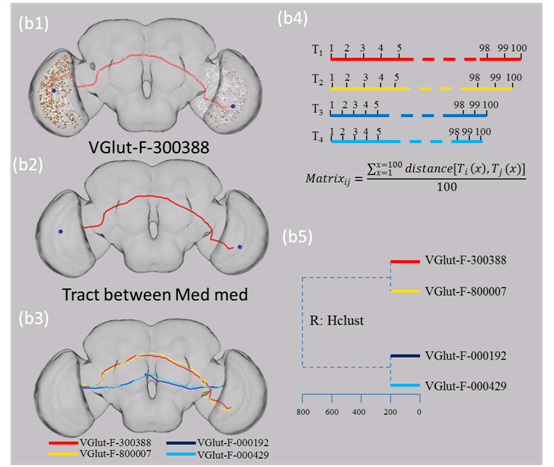 (b1)
VGlut-F-300388
(b2)
Tract between Med med
(b3)
VGlut-F-300388
VGlut-F-000192
VGlut-F-800007
VGlut-F-000429
(b4)
T1 1 2 3 4 5 98 99 100
T2 1 2 3 4 5 98 99 100
T3 1 2 3 4 5 98 99 100
T4 1 2 3 4 5 98 99 100
Matrixij = ∑x=1x=100 distance[Ti(x), Tj(x)] / 100
(b5)
VGlut-F-300388
VGlut-F-800007
R: Hclust
VGlut-F-000192
VGlut-F-000429
800 600 400 200 0